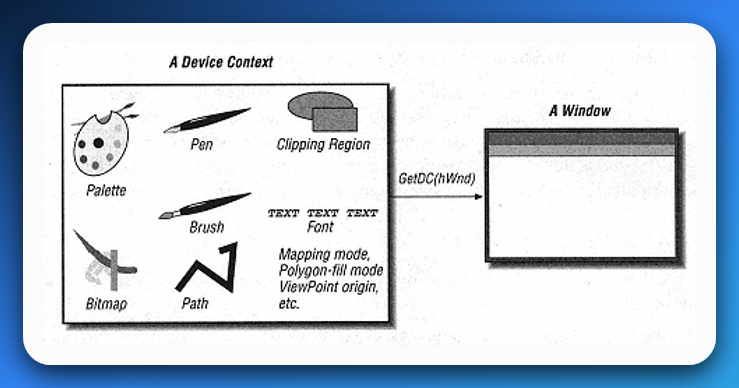 A Device Context
A Window
Pen
Clipping Region
GetDC(hWnd)
Palette
TEXT TEXT TEXT
Brush
Font
Mapping mode,
Polygon-fill mode
ViewPoint origin,
etc.
Bitmap
Path